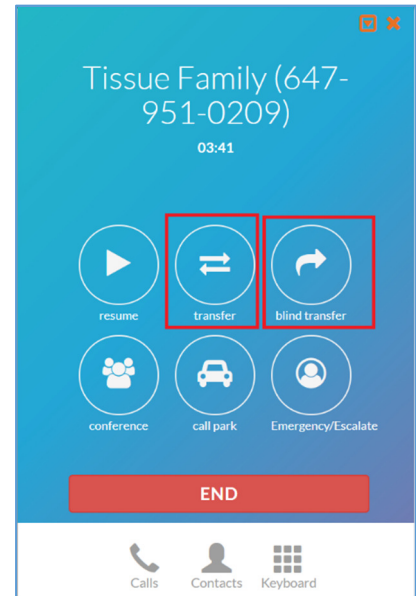 Tissue Family (647-
951-0209)
03:41
resume transfer blind transfer
conference call park Emergency/Escalate
END
Calls Contacts Keyboard